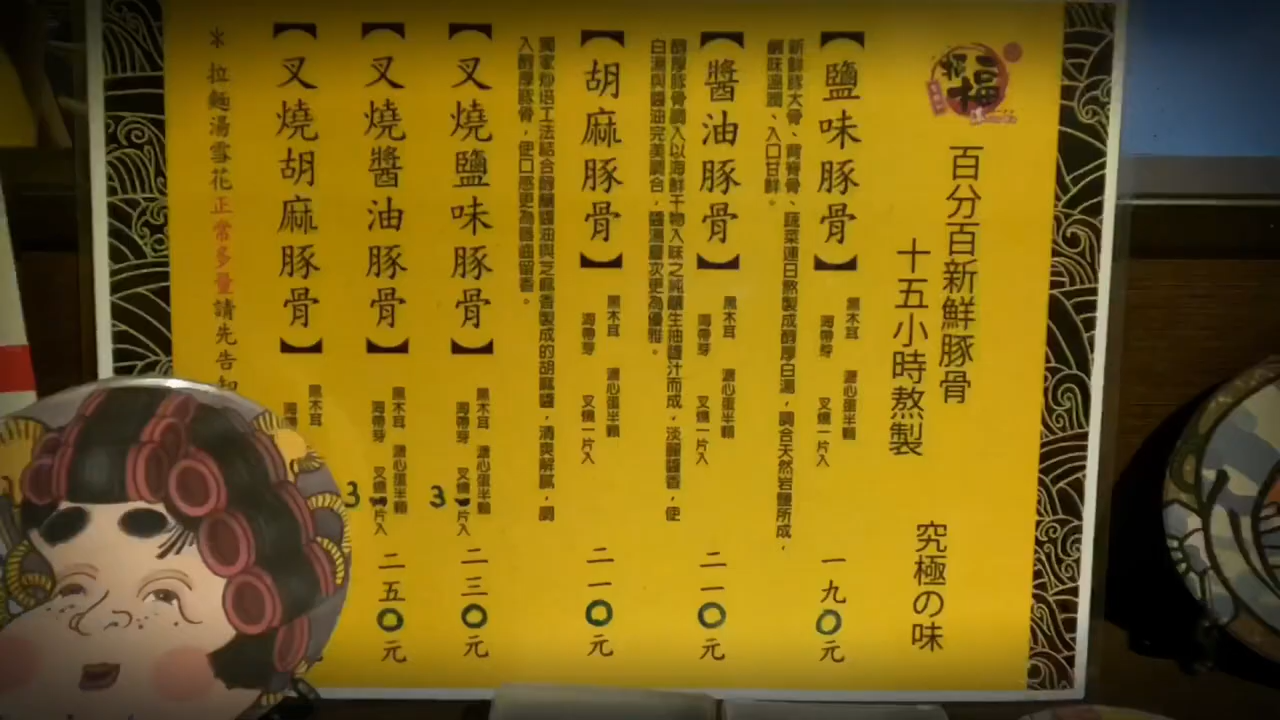 招福
百分百新鮮豚骨
十五小時熬製
究極の味
【鹽味豚骨】
黑木耳 溏心蛋半顆
海帶芽 叉燒一片入
一九〇元
新鮮豚大骨、背脊骨、蔬菜連日熬製成醇厚白湯,調合天然岩鹽所成,
鹹味溫潤、入口甘鮮。
【醬油豚骨】
黑木耳 溏心蛋半顆
海帶芽 叉燒一片入
二一〇元
醇厚豚骨調入以海鮮干物入味之純釀生抽醬汁而成。淡麗醬香,使
白湯與醬油完美調合,醬湯層次更為優雅。
【胡麻豚骨】
黑木耳 溏心蛋半顆
海帶芽 叉燒一片入
二一〇元
獨家炒焙工法結合醇釀醬油與芝麻香製成的胡麻醬,清爽解膩,調
入醇厚豚骨,使口感更為唇齒留香。
【叉燒鹽味豚骨】
黑木耳 溏心蛋半顆
海帶芽 叉燒3片入
二三〇元
【叉燒醬油豚骨】
黑木耳 溏心蛋半顆
海帶芽 叉燒3片入
二五〇元
【叉燒胡麻豚骨】
黑木耳
海帶
元
*拉麵湯雪花正常多量請先告知